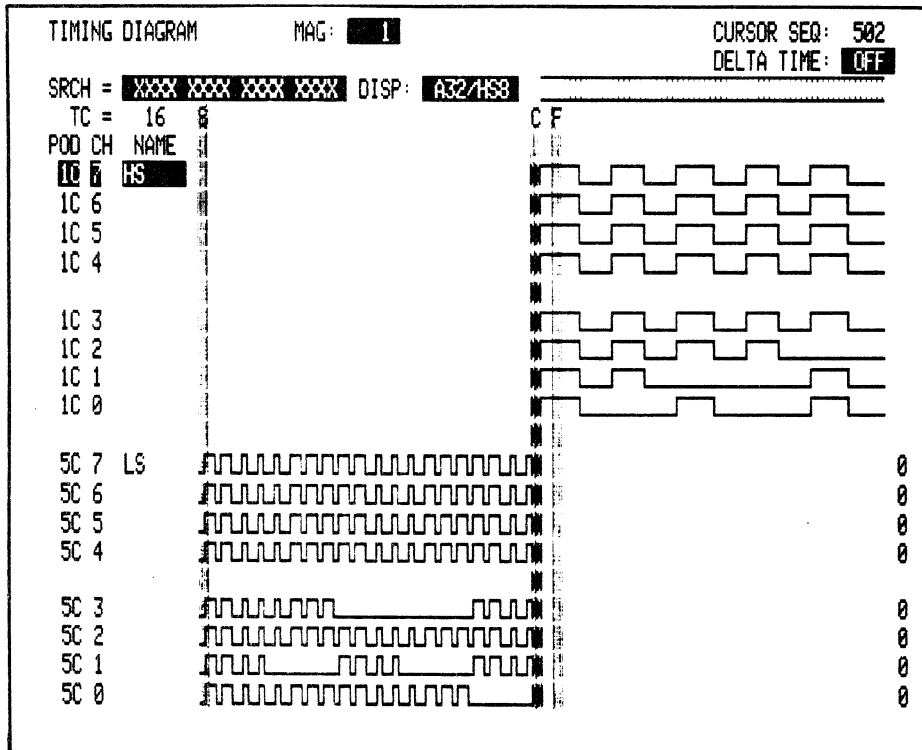 TIMING DIAGRAM MAG: 1 CURSOR SEQ: 502
DELTA TIME: OFF
SRCH = XXXX XXXX XXXX XXXX DISP: A32/HS8
TC = 16 C F
POD CH NAME
1C 7 HS
1C 6
1C 5
1C 4
1C 3
1C 2
1C 1
1C 0
5C 7 LS 0
5C 6 0
5C 5 0
5C 4 0
5C 3 0
5C 2 0
5C 1 0
5C 0 0